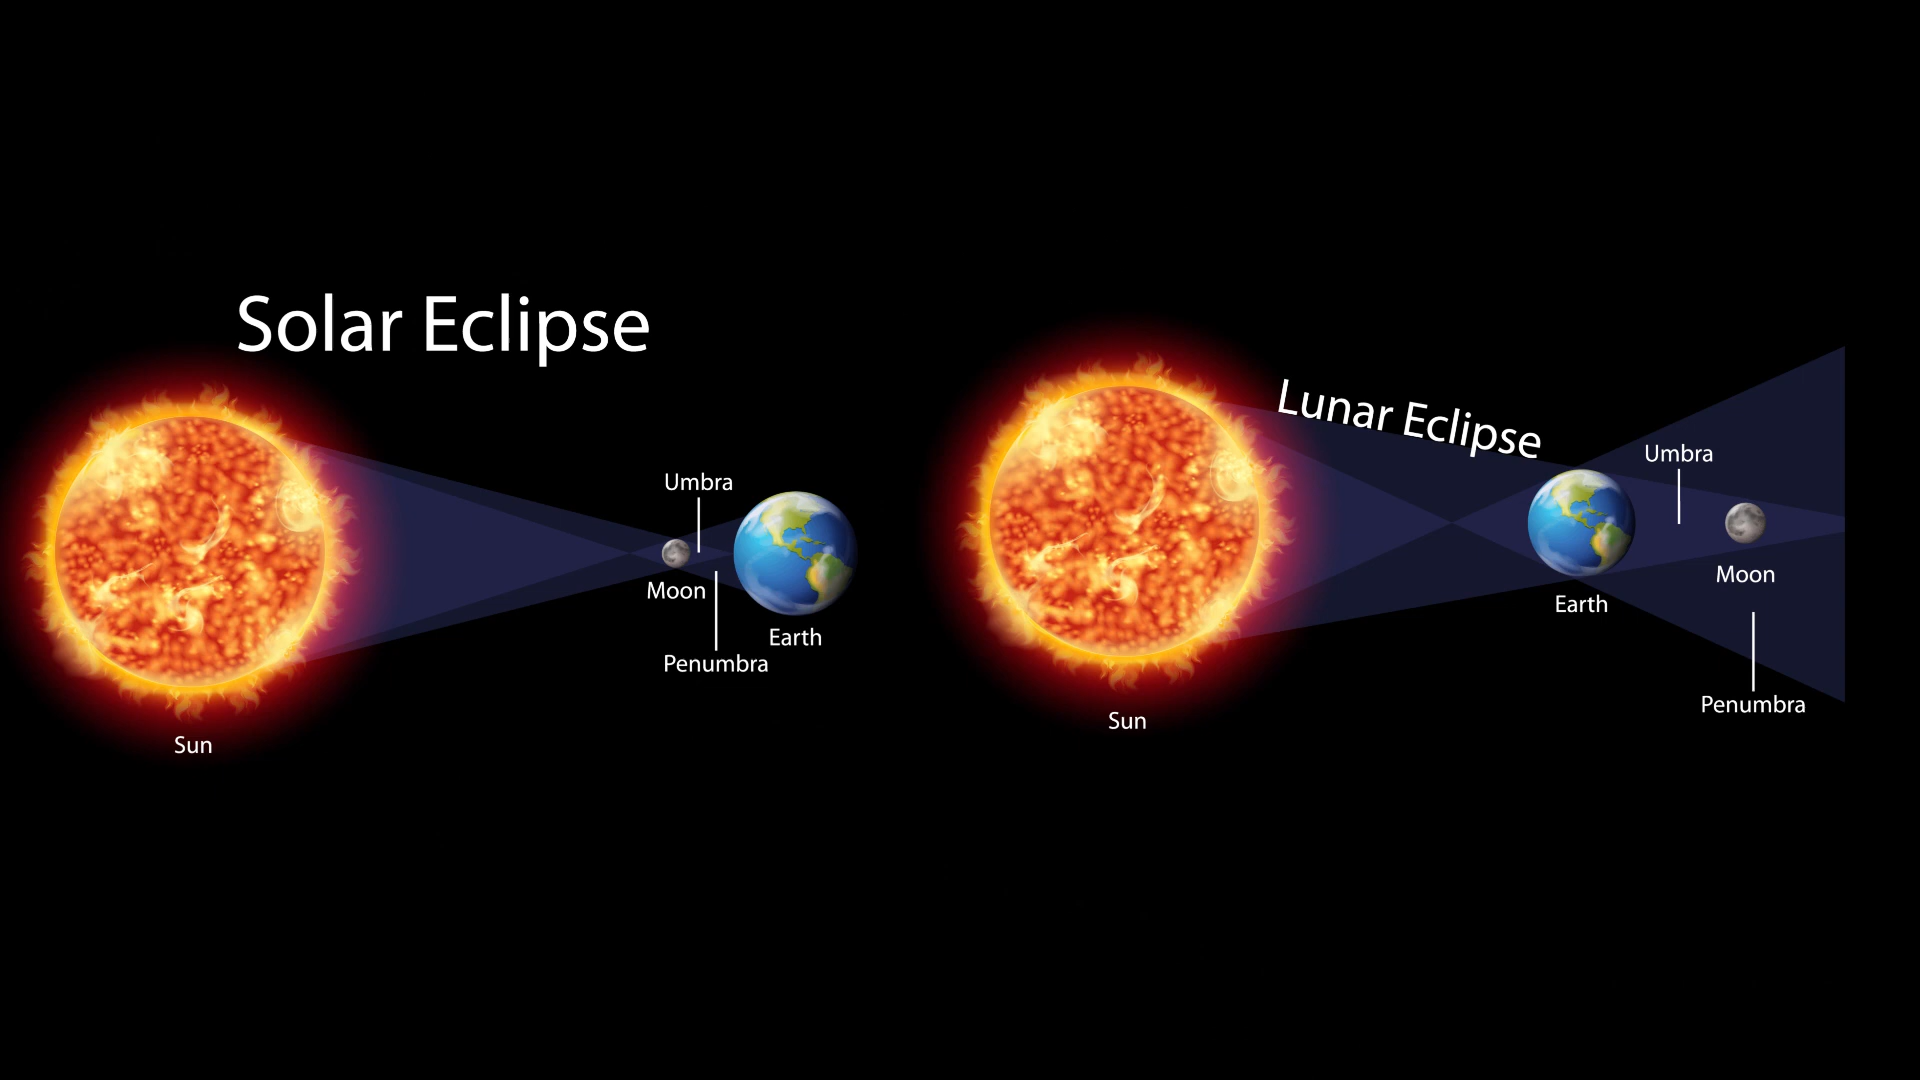 Solar Eclipse
Umbra
Moon
Earth
Penumbra
Sun
Lunar Eclipse
Umbra
Moon
Earth
Penumbra
Sun